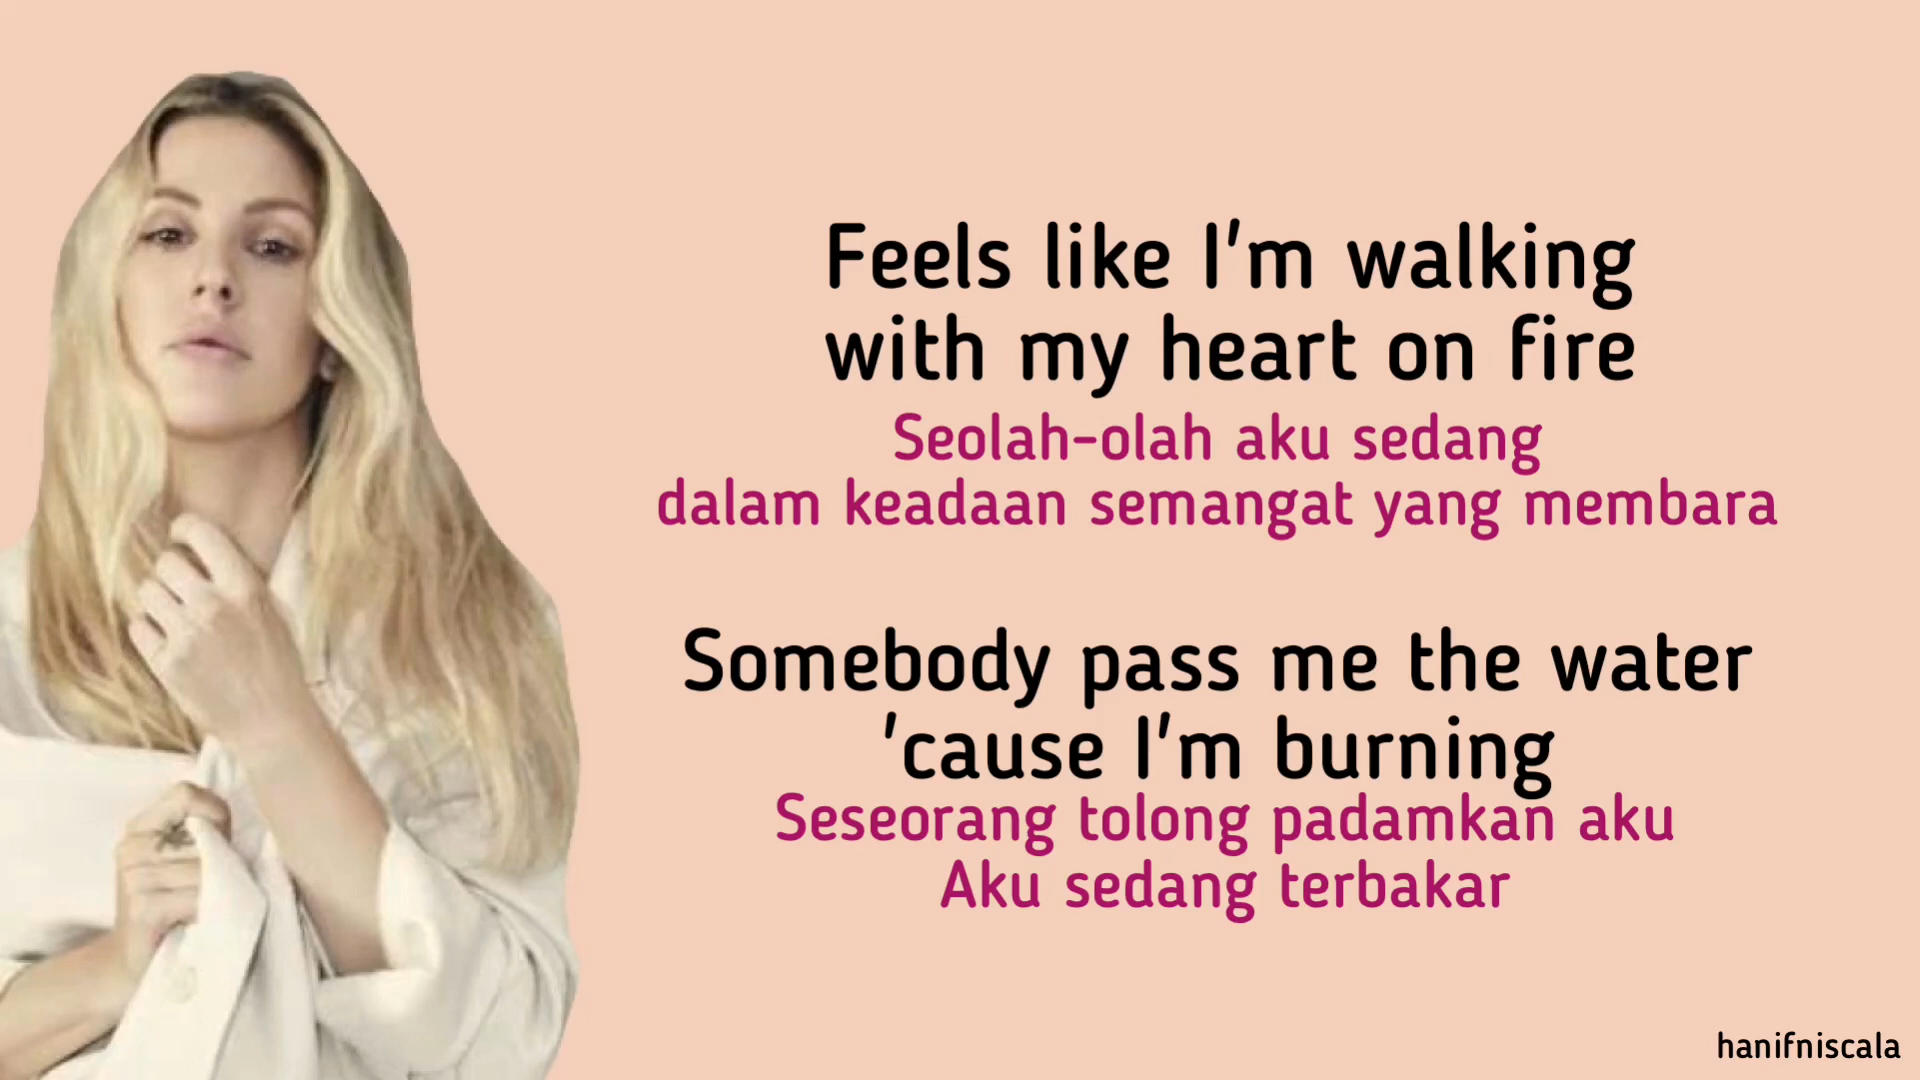 Feels like I'm walking
with my heart on fire
Seolah-olah aku sedang
dalam keadaan semangat yang membara
Somebody pass me the water
'cause I'm burning
Seseorang tolong padamkan aku
Aku sedang terbakar
hanifniscala